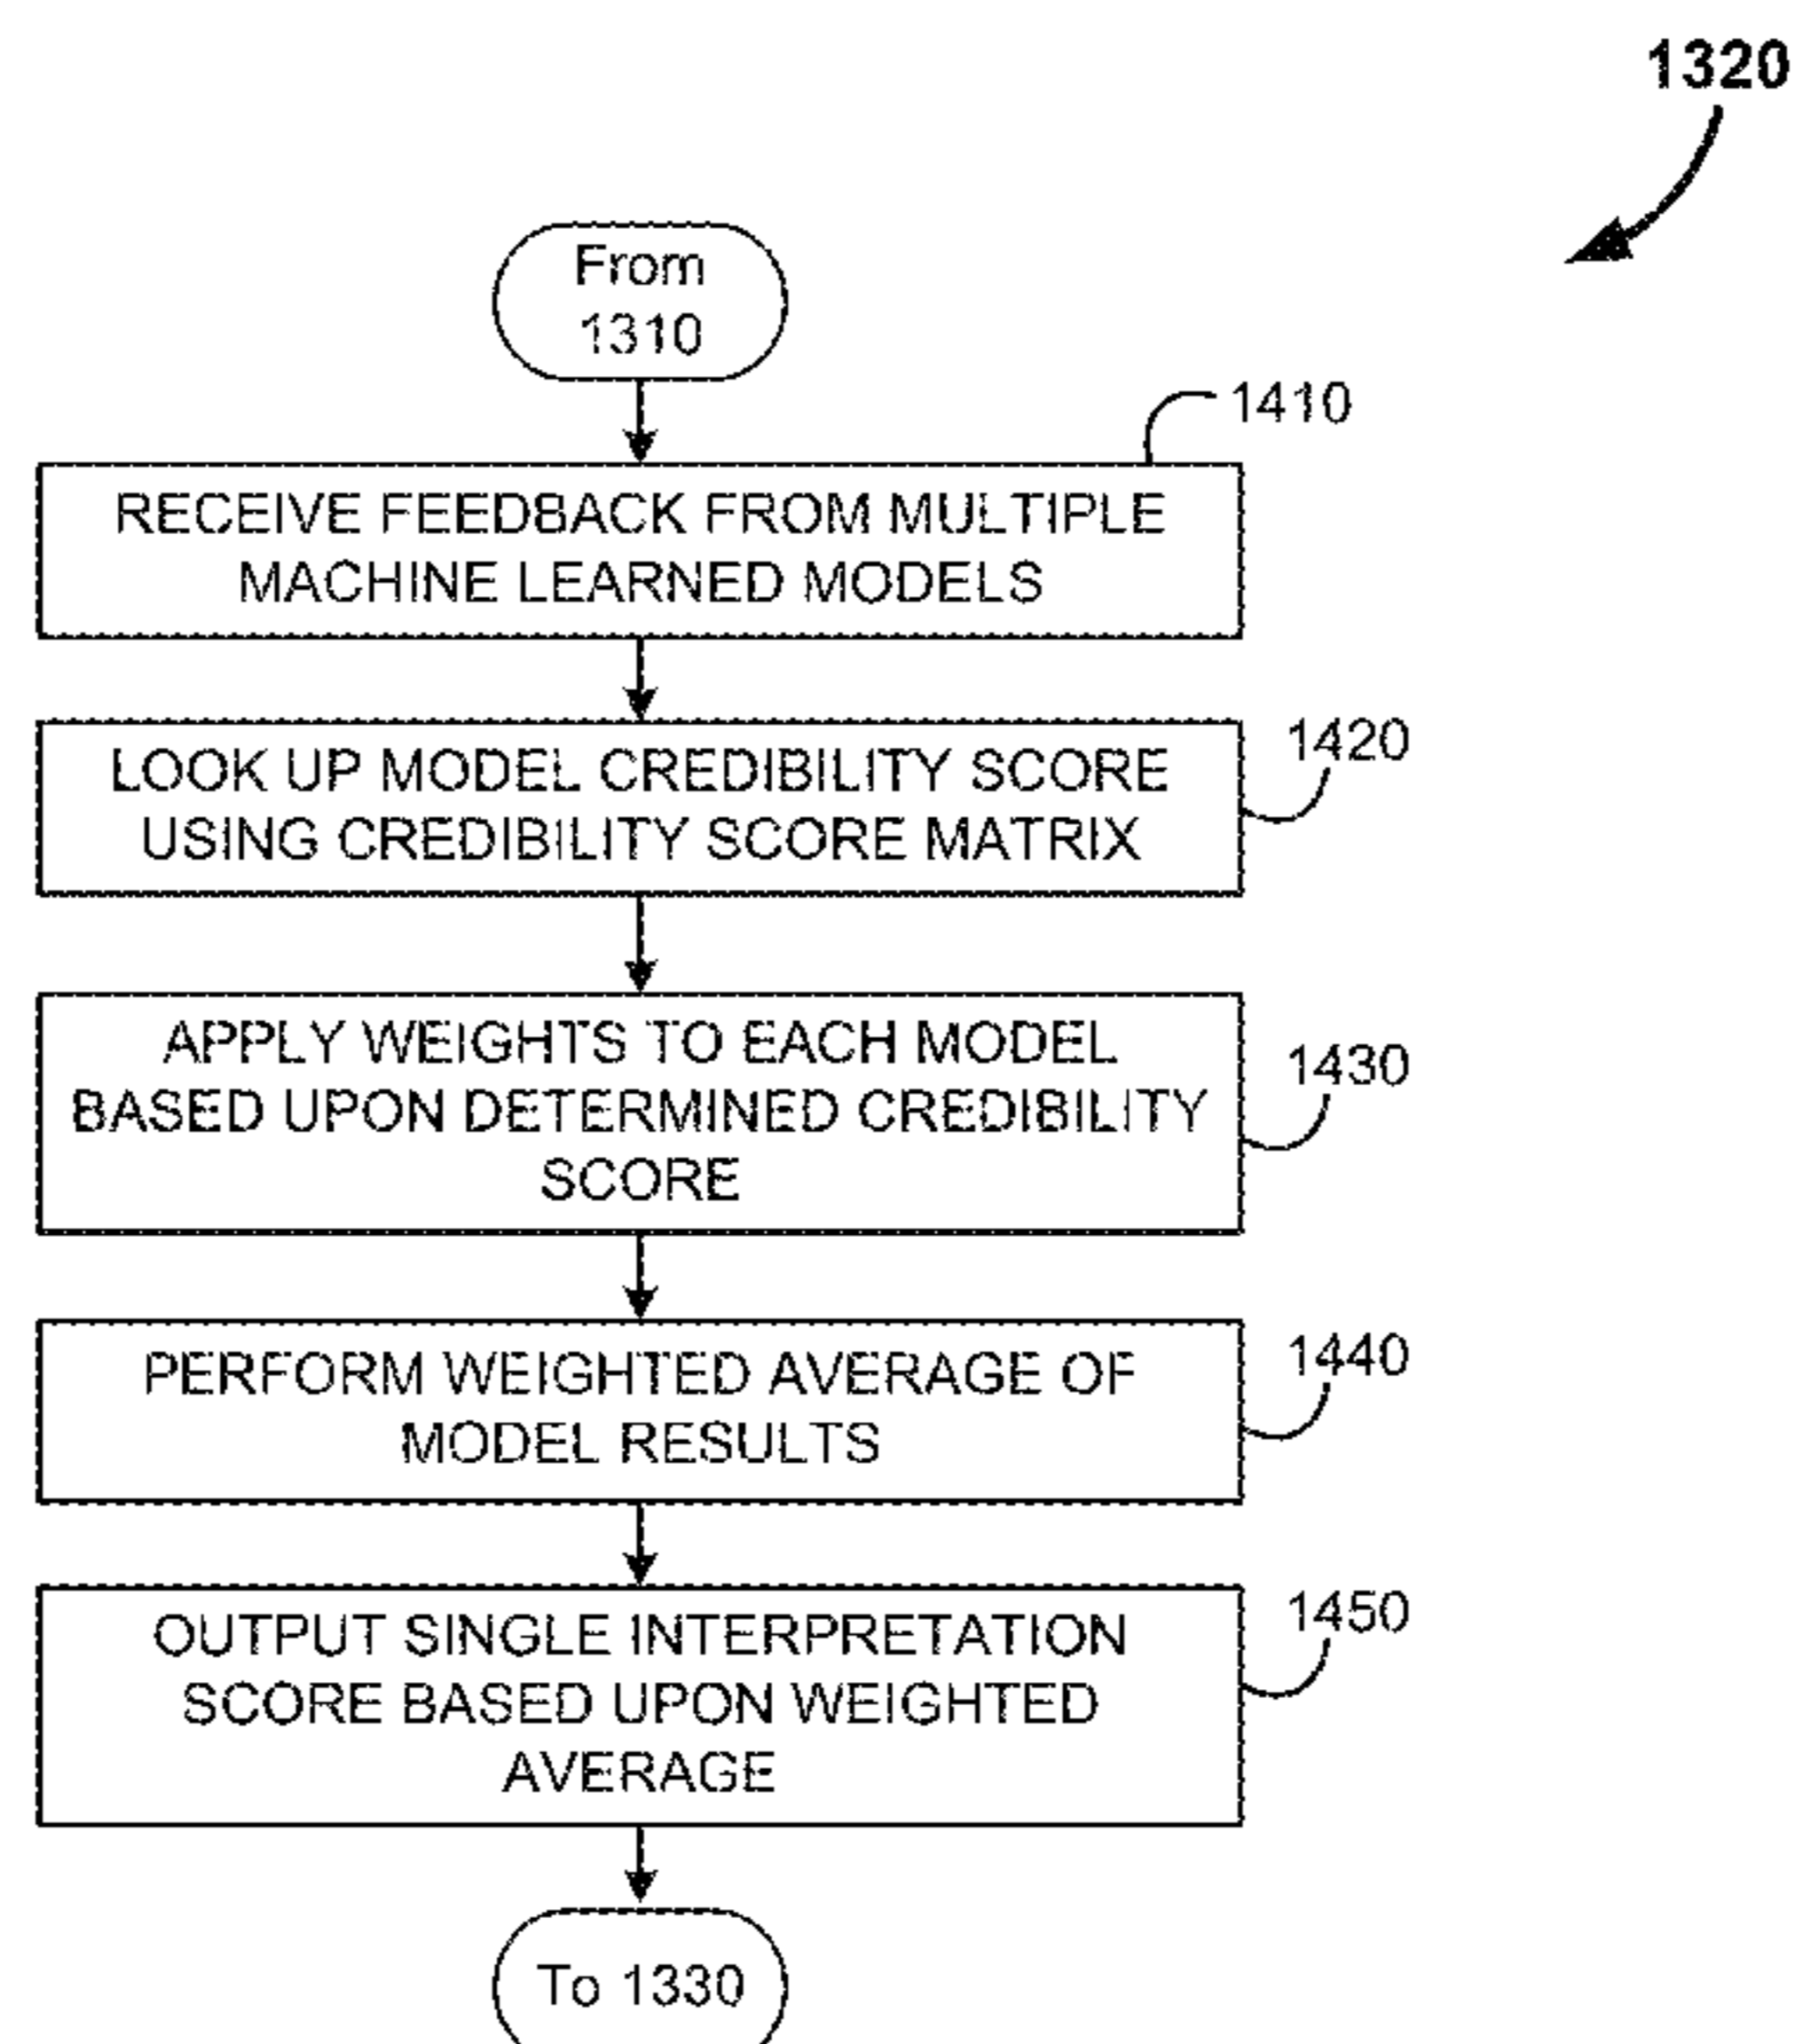 1320
From
1310
1410
RECEIVE FEEDBACK FROM MULTIPLE
MACHINE LEARNED MODELS
1420
LOOK UP MODEL CREDIBILITY SCORE
USING CREDIBILITY SCORE MATRIX
1430
APPLY WEIGHTS TO EACH MODEL
BASED UPON DETERMINED CREDIBILITY
SCORE
1440
PERFORM WEIGHTED AVERAGE OF
MODEL RESULTS
1450
OUTPUT SINGLE INTERPRETATION
SCORE BASED UPON WEIGHTED
AVERAGE
To 1330